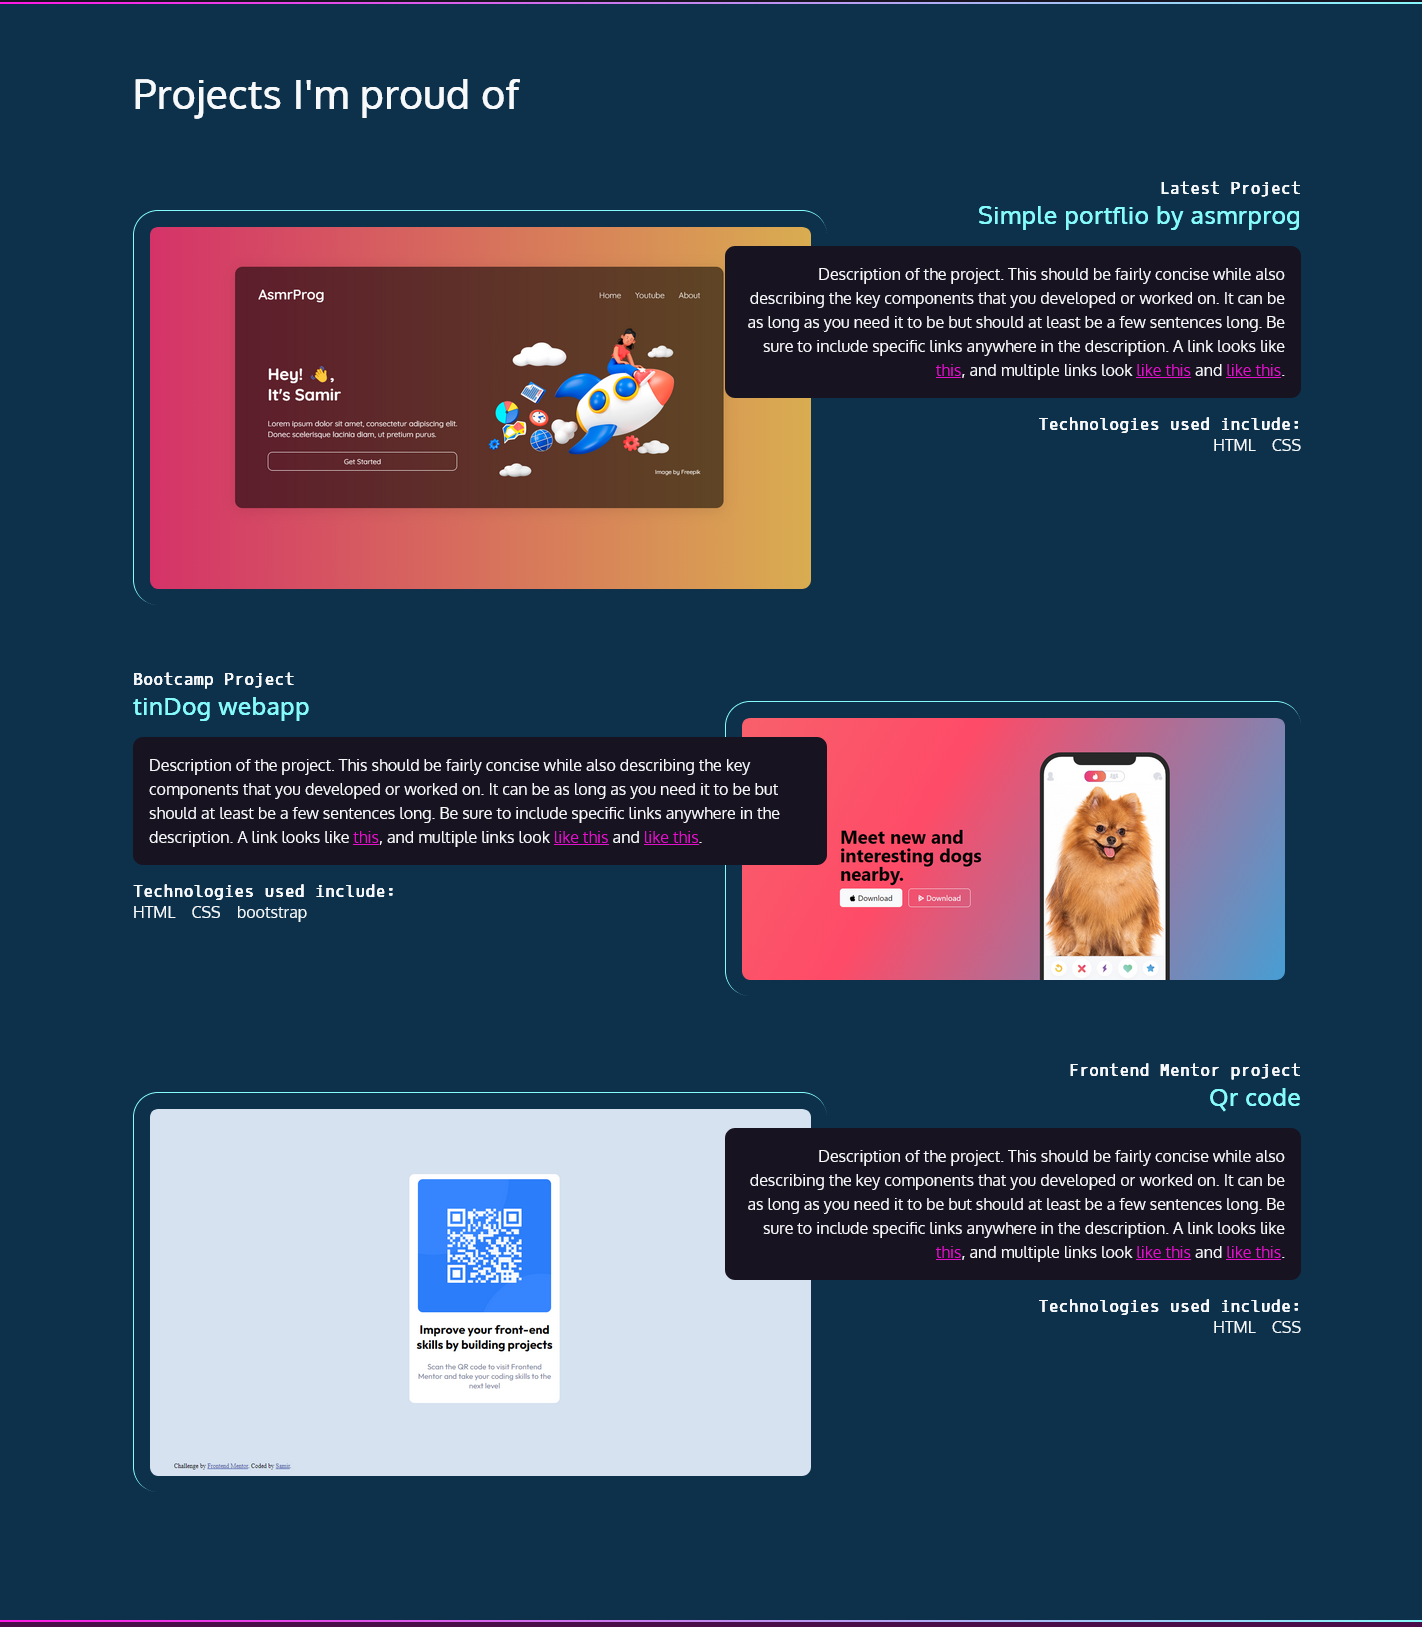 Projects I'm proud of
Latest Project
Simple portflio by asmrprog
AsmrProg
Home Youtube About
Hey! 👋,
It's Samir
Lorem ipsum dolor sit amet, consectetur adipiscing elit.
Donec scelerisque lacinia diam, ut pretium purus.
Get Started
Image by Freepik
Description of the project. This should be fairly concise while also
describing the key components that you developed or worked on. It can be
as long as you need it to be but should at least be a few sentences long. Be
sure to include specific links anywhere in the description. A link looks like
this, and multiple links look like this and like this.
Technologies used include:
HTML CSS
Bootcamp Project
tinDog webapp
Description of the project. This should be fairly concise while also describing the key
components that you developed or worked on. It can be as long as you need it to be but
should at least be a few sentences long. Be sure to include specific links anywhere in the
description. A link looks like this, and multiple links look like this and like this.
Technologies used include:
HTML CSS bootstrap
Meet new and
interesting dogs
nearby.
Download Download
Frontend Mentor project
Qr code
Improve your front-end
skills by building projects
Scan the QR code to visit Frontend
Mentor and take your coding skills to the
next level
Challenge by Frontend Mentor. Coded by Samir.
Description of the project. This should be fairly concise while also
describing the key components that you developed or worked on. It can be
as long as you need it to be but should at least be a few sentences long. Be
sure to include specific links anywhere in the description. A link looks like
this, and multiple links look like this and like this.
Technologies used include:
HTML CSS